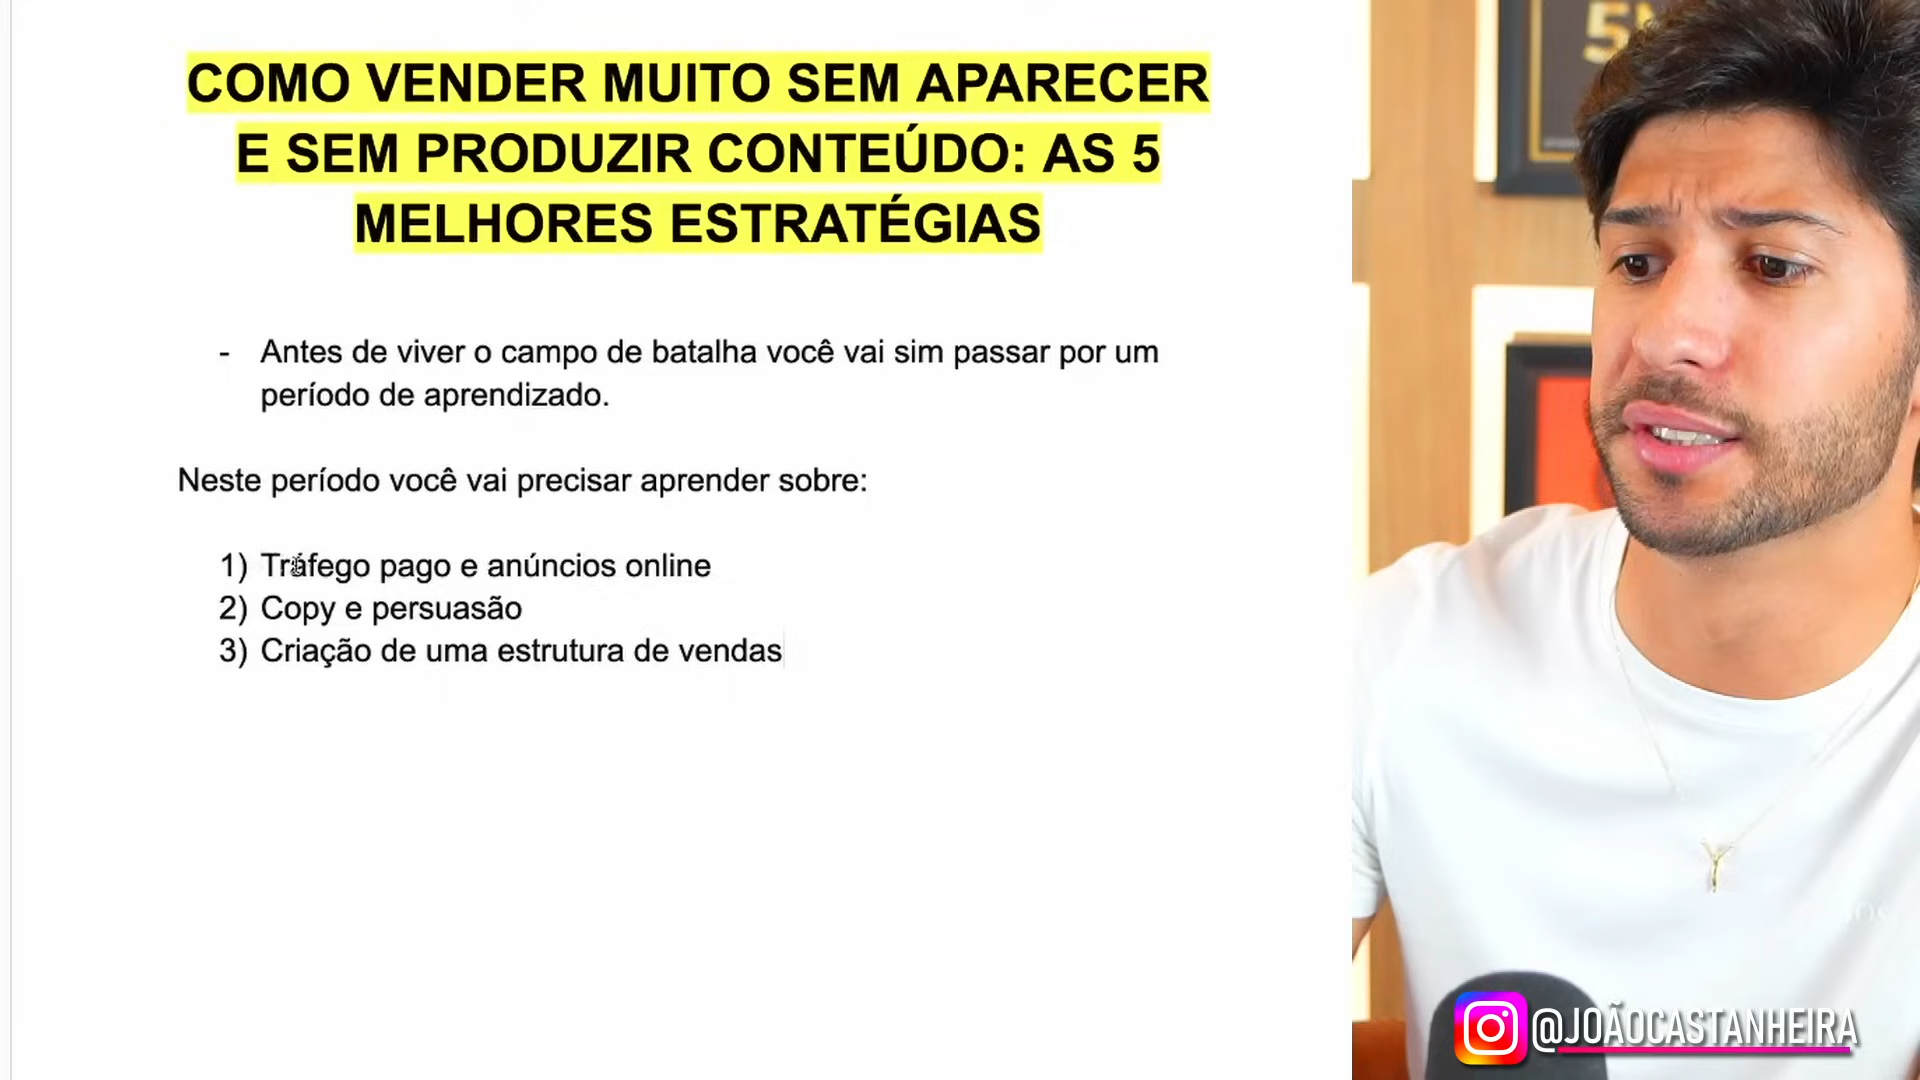 COMO VENDER MUITO SEM APARECER
E SEM PRODUZIR CONTEÚDO: AS 5
MELHORES ESTRATÉGIAS
- Antes de viver o campo de batalha você vai sim passar por um
período de aprendizado.
Neste período você vai precisar aprender sobre:
1) Tráfego pago e anúncios online
2) Copy e persuasão
3) Criação de uma estrutura de vendas
@JOÃOCASTANHEIRA